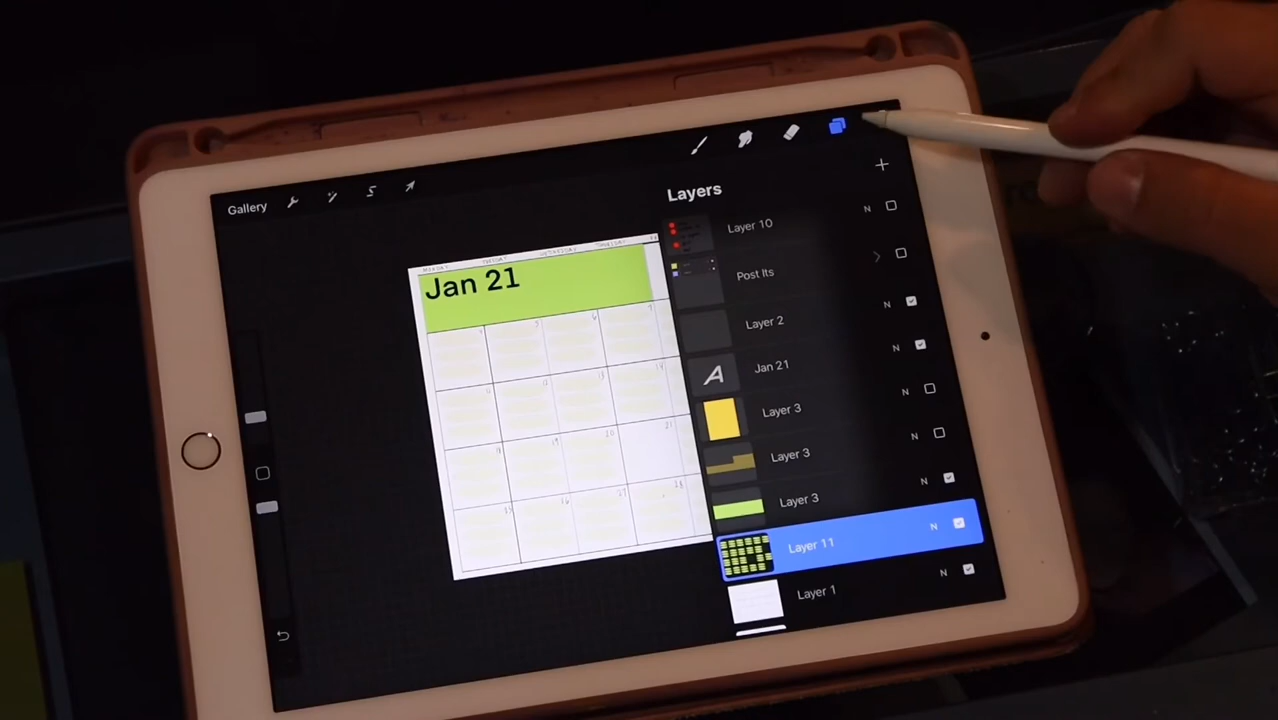 Gallery
Layers
Jan 21
Layer 10 N
Post Its
Layer 2 N
Jan 21 N
Layer 3 N
Layer 3 N
Layer 3 N
Layer 11 N
Layer 1 N